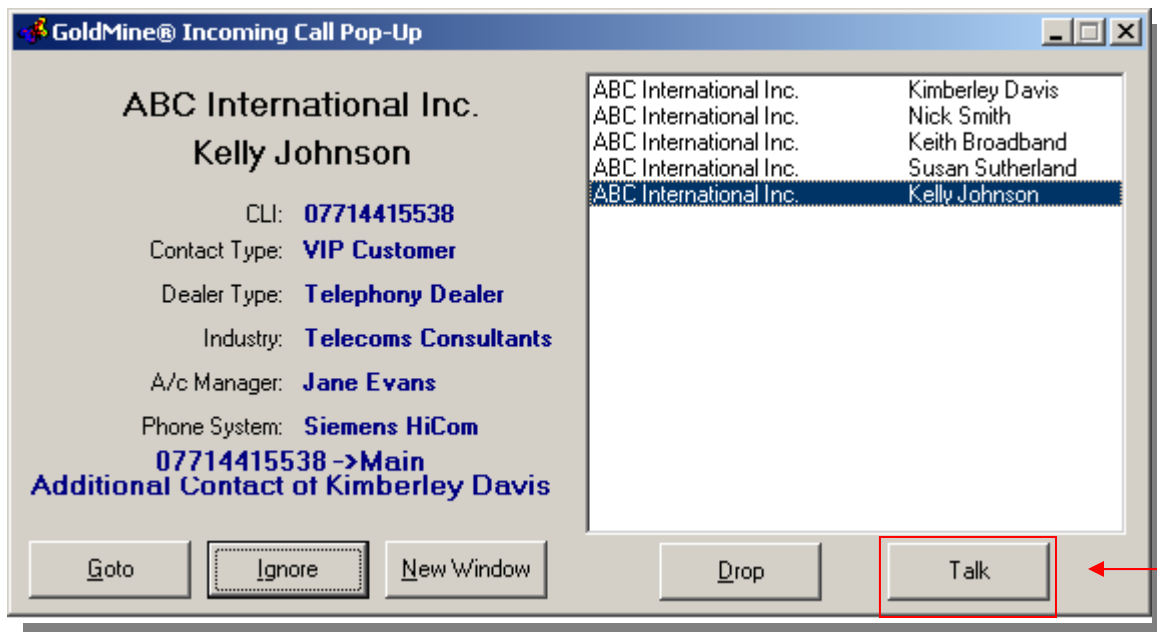 GoldMine® Incoming Call Pop-Up
ABC International Inc.
Kelly Johnson
CLI: 07714415538
Contact Type: VIP Customer
Dealer Type: Telephony Dealer
Industry: Telecoms Consultants
A/c Manager: Jane Evans
Phone System: Siemens HiCom
07714415538 ->Main
Additional Contact of Kimberley Davis
ABC International Inc. Kimberley Davis
ABC International Inc. Nick Smith
ABC International Inc. Keith Broadband
ABC International Inc. Susan Sutherland
ABC International Inc. Kelly Johnson
Goto Ignore New Window Drop Talk